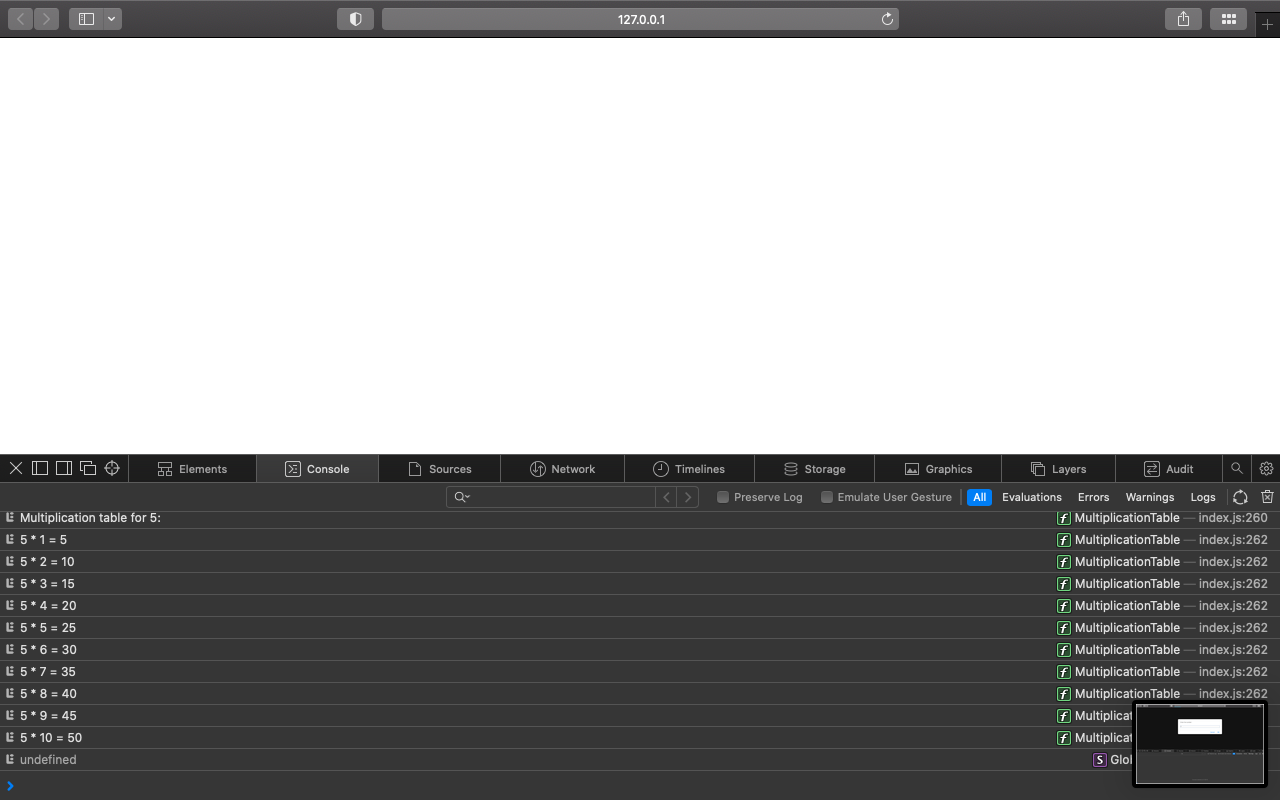 127.0.0.1
Elements Console Sources Network Timelines Storage Graphics Layers Audit
Preserve Log Emulate User Gesture All Evaluations Errors Warnings Logs
Multiplication table for 5: f MultiplicationTable — index.js:260
5 * 1 = 5 f MultiplicationTable — index.js:262
5 * 2 = 10 f MultiplicationTable — index.js:262
5 * 3 = 15 f MultiplicationTable — index.js:262
5 * 4 = 20 f MultiplicationTable — index.js:262
5 * 5 = 25 f MultiplicationTable — index.js:262
5 * 6 = 30 f MultiplicationTable — index.js:262
5 * 7 = 35 f MultiplicationTable — index.js:262
5 * 8 = 40 f MultiplicationTable — index.js:262
5 * 9 = 45 f Multiplicat
5 * 10 = 50 f Multiplicat
undefined S Glo